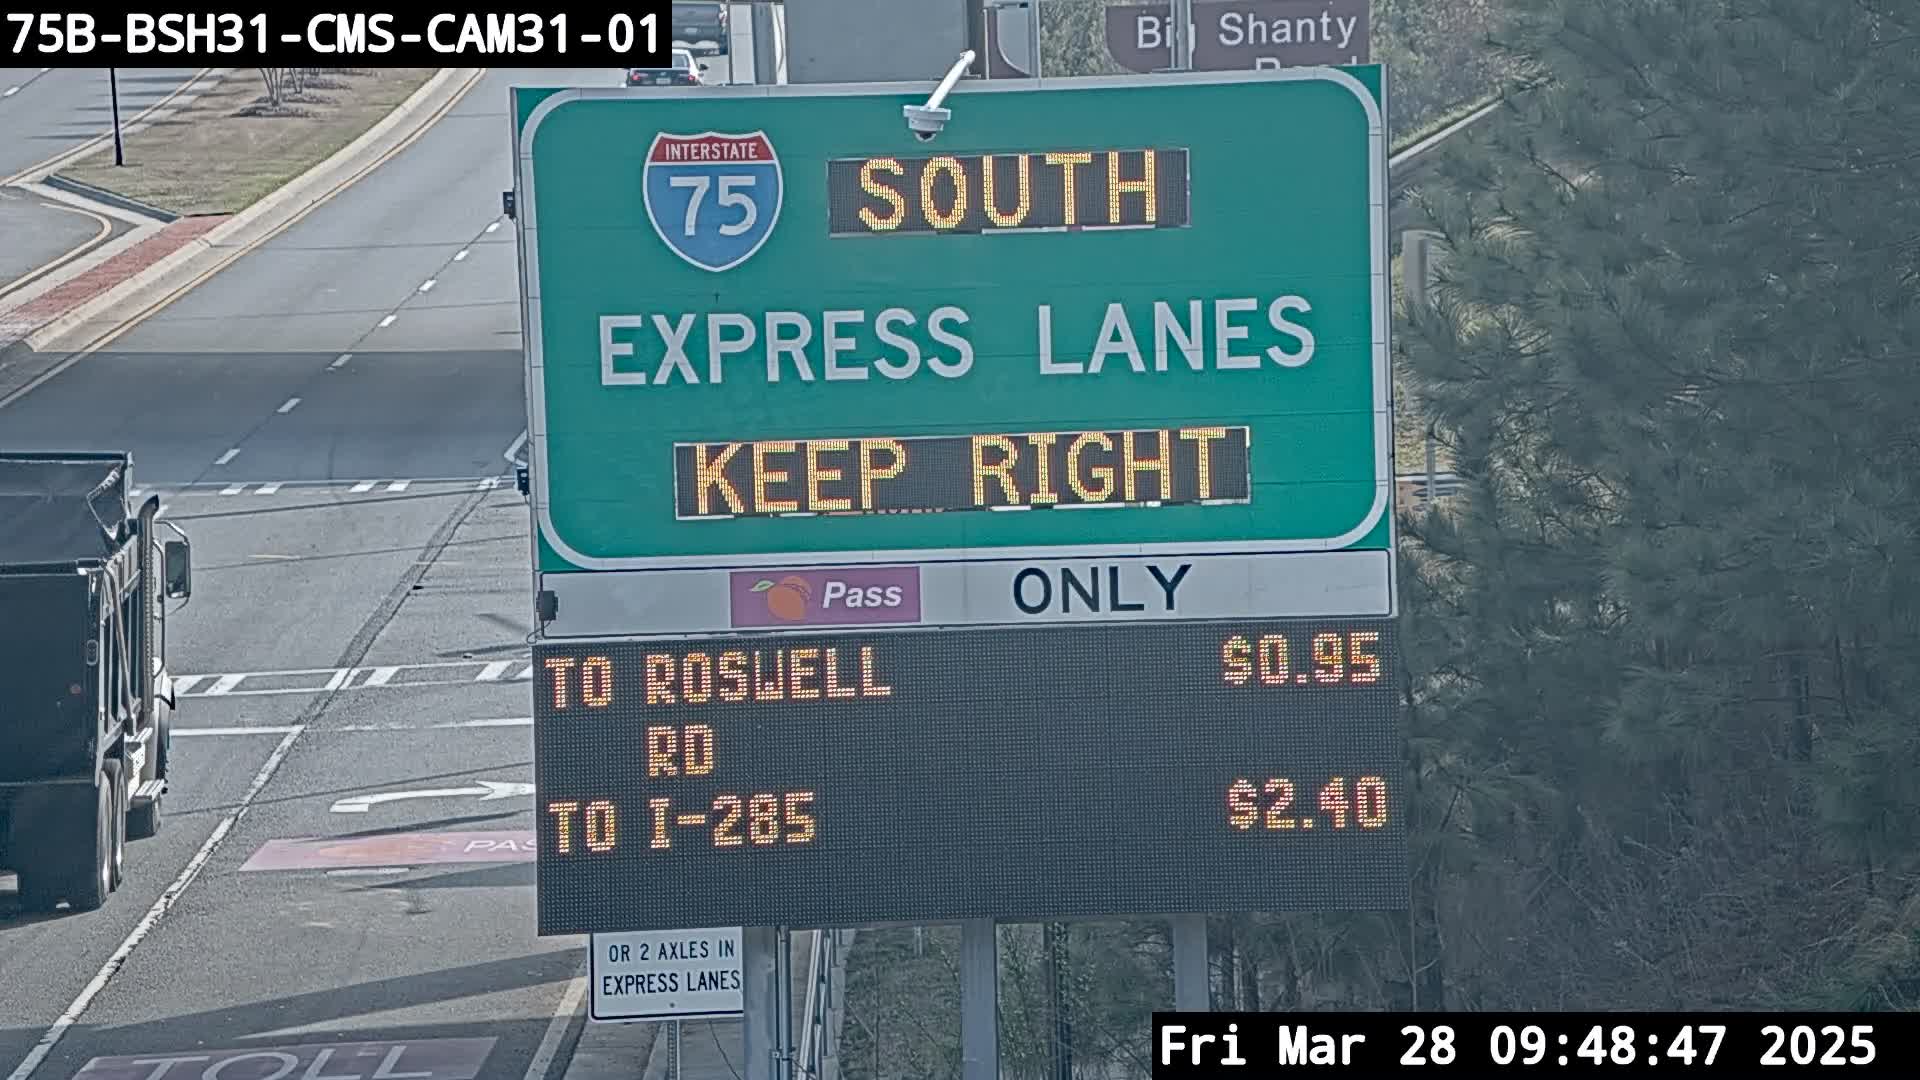 75B-BSH31-CMS-CAM31-01
Big Shanty
Road
INTERSTATE
75
SOUTH
EXPRESS LANES
KEEP RIGHT
Pass ONLY
TO ROSWELL $0.95
RD
TO I-285 $2.40
OR 2 AXLES IN
EXPRESS LANES
TOLL
Fri Mar 28 09:48:47 2025